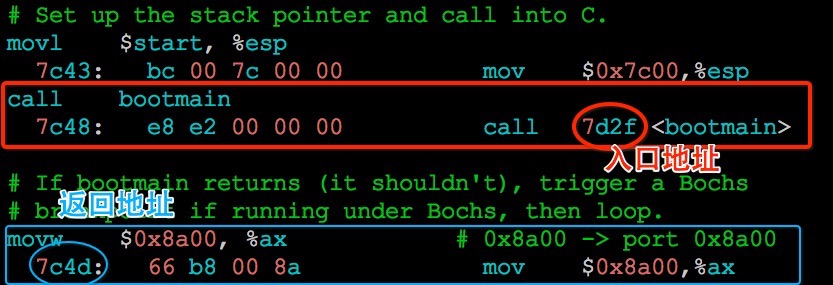 # Set up the stack pointer and call into C.
movl $start, %esp
7c43: bc 00 7c 00 00 mov $0x7c00,%esp
call bootmain
7c48: e8 e2 00 00 00 call 7d2f <bootmain>
入口地址
# If bootmain returns (it shouldn't), trigger a Bochs
返回地址
# if running under Bochs, then loop.
movw $0x8a00, %ax # 0x8a00 -> port 0x8a00
7c4d: 66 b8 00 8a mov $0x8a00,%ax